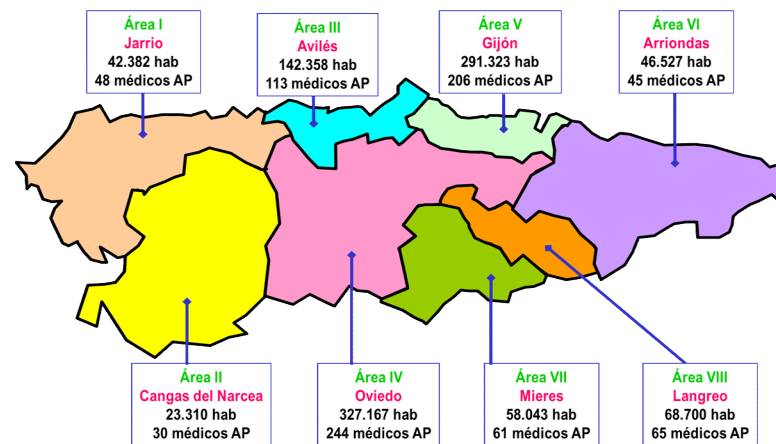 Área I
Jarrio
42.382 hab
48 médicos AP
Área III
Avilés
142.358 hab
113 médicos AP
Área V
Gijón
291.323 hab
206 médicos AP
Área VI
Arriondas
46.527 hab
45 médicos AP
Área II
Cangas del Narcea
23.310 hab
30 médicos AP
Área IV
Oviedo
327.167 hab
244 médicos AP
Área VII
Mieres
58.043 hab
61 médicos AP
Área VIII
Langreo
68.700 hab
65 médicos AP